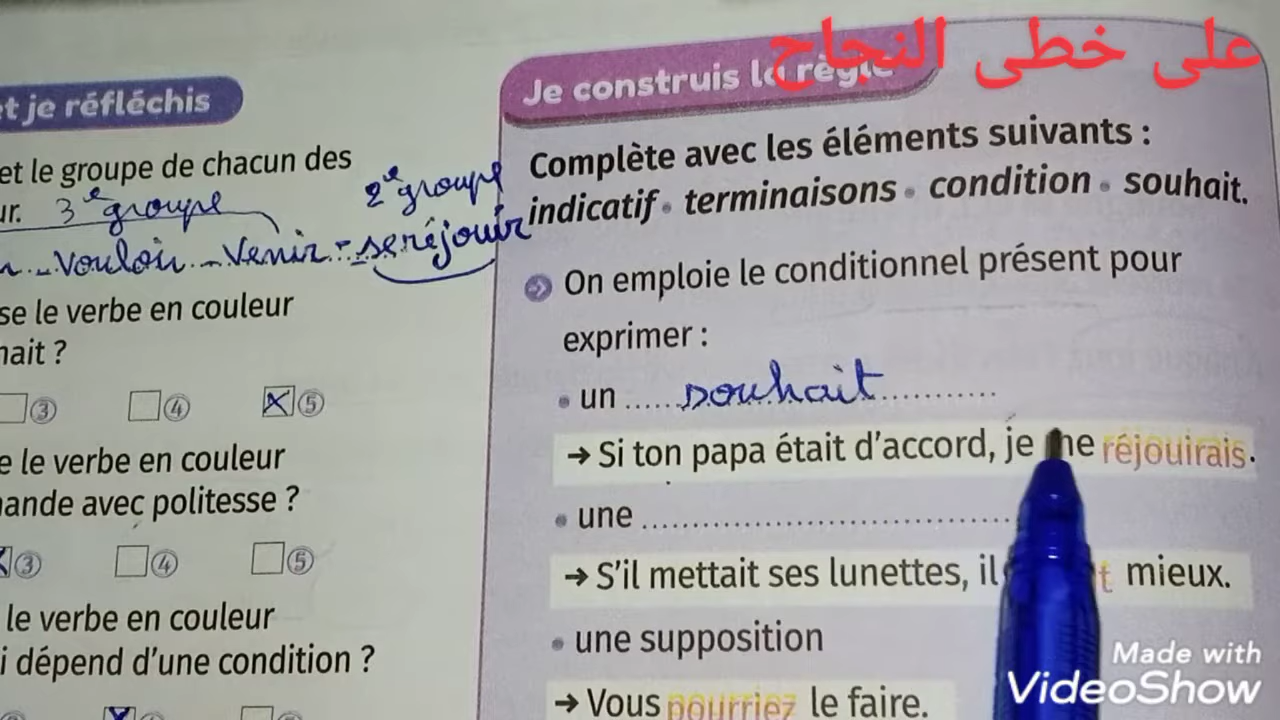 على خطى النجاح
et je réfléchis
et le groupe de chacun des
ur. 3e groupe
2e groupe
vouloir - venir - se réjouir
se le verbe en couleur
hait ?
③ ④ ⑤
e le verbe en couleur
ande avec politesse ?
③ ④ ⑤
le verbe en couleur
i dépend d'une condition ?
Je construis la règle
Complète avec les éléments suivants :
indicatif • terminaisons • condition • souhait.
On emploie le conditionnel présent pour
exprimer :
• un ..... souhait ..............
→ Si ton papa était d'accord, je me réjouirais.
• une ....................................
→ S'il mettait ses lunettes, il t mieux.
• une supposition
→ Vous pourriez le faire.
Made with
VideoShow